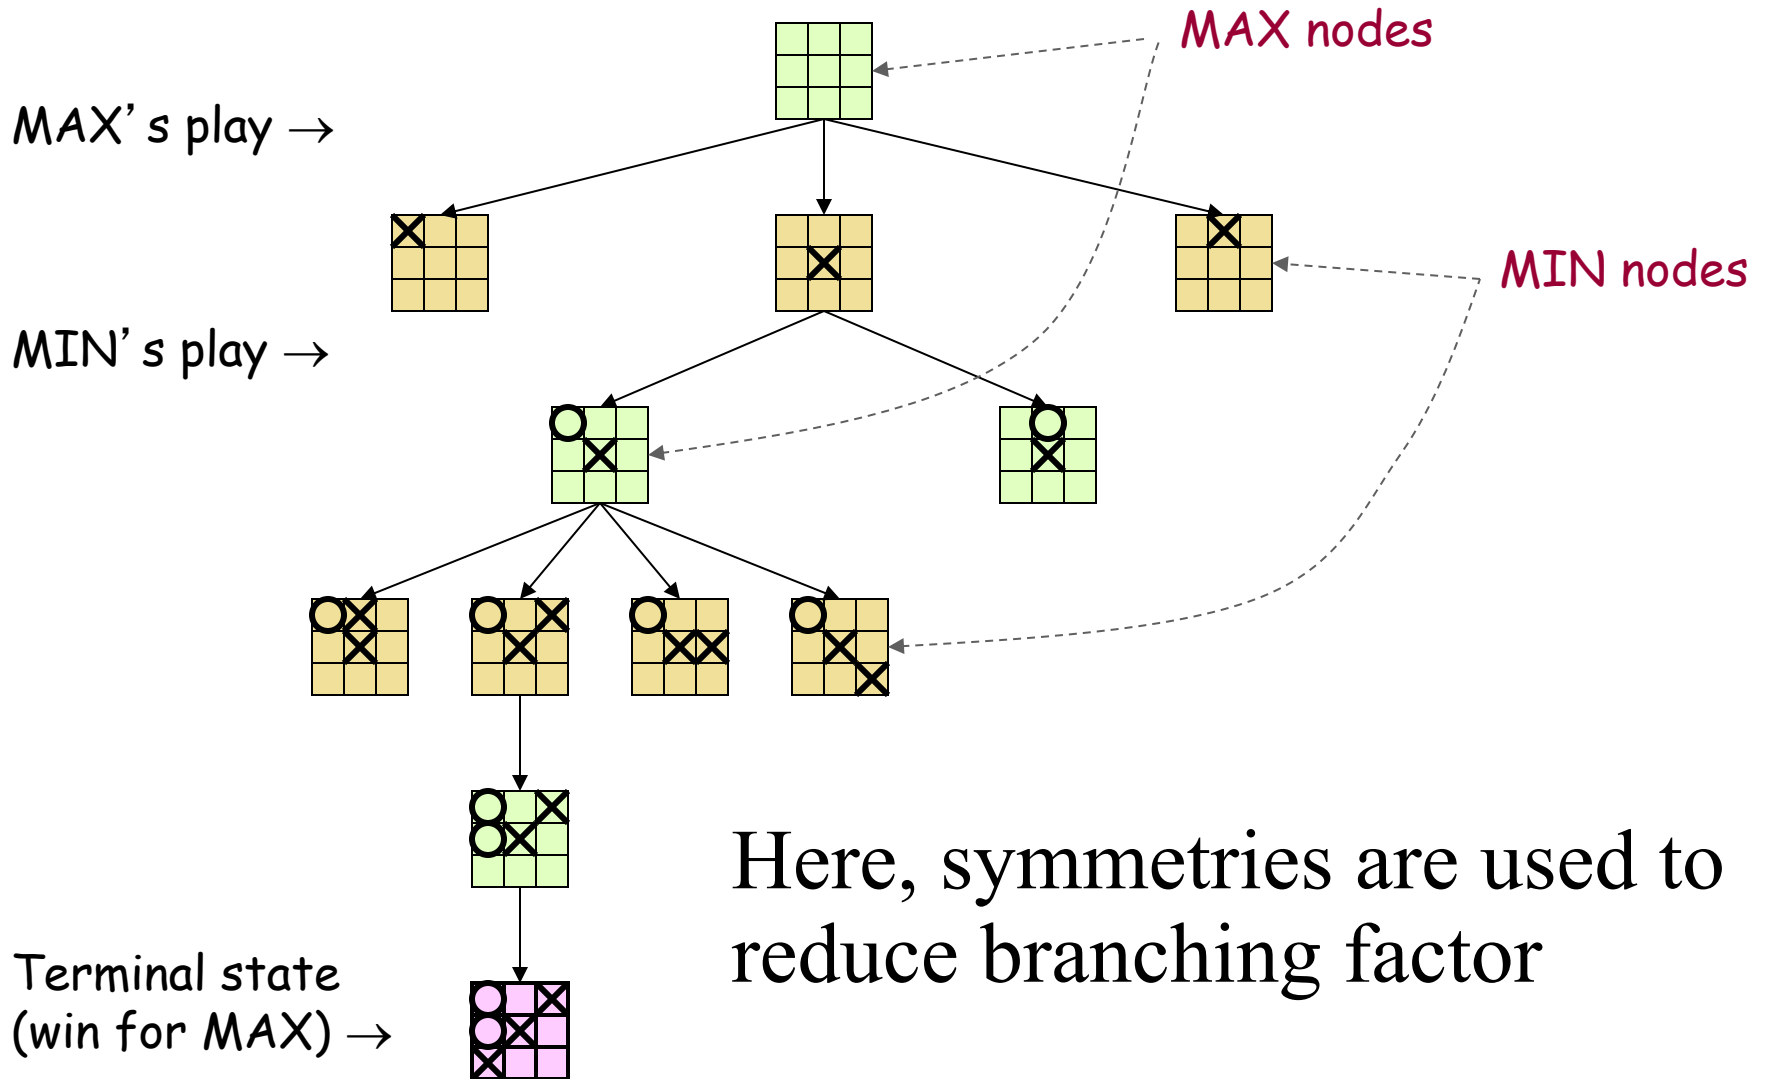 MAX nodes
MAX's play →
MIN nodes
MIN's play →
Here, symmetries are used to
reduce branching factor
Terminal state
(win for MAX) →